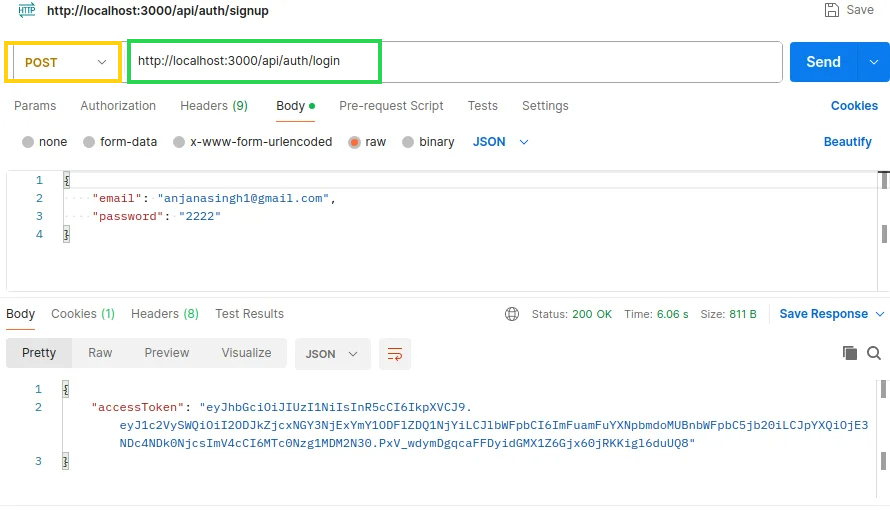 HTTP http://localhost:3000/api/auth/signup Save
POST http://localhost:3000/api/auth/login Send
Params Authorization Headers (9) Body Pre-request Script Tests Settings Cookies
none form-data x-www-form-urlencoded raw binary JSON Beautify
1 {
2 "email": "anjanasingh1@gmail.com",
3 "password": "2222"
4 }
Body Cookies (1) Headers (8) Test Results Status: 200 OK Time: 6.06 s Size: 811 B Save Response
Pretty Raw Preview Visualize JSON
1 {
2 "accessToken": "eyJhbGciOiJIUzI1NiIsInR5cCI6IkpXVCJ9.
eyJ1c2VySWQiOiI2ODJkZjcxNGY3NjExYmY1ODFlZDQ1NjYiLCJlbWFpbCI6ImFuamFuYXNpbmdoMUBnbWFpbC5jb20iLCJpYXQiOjE3
NDc4NDk0NjcsImV4cCI6MTc0Nzg1MDM2N30.PxV_wdymDgqcaFFDyidGMX1Z6Gjx60jRKKigl6duUQ8"
3 }